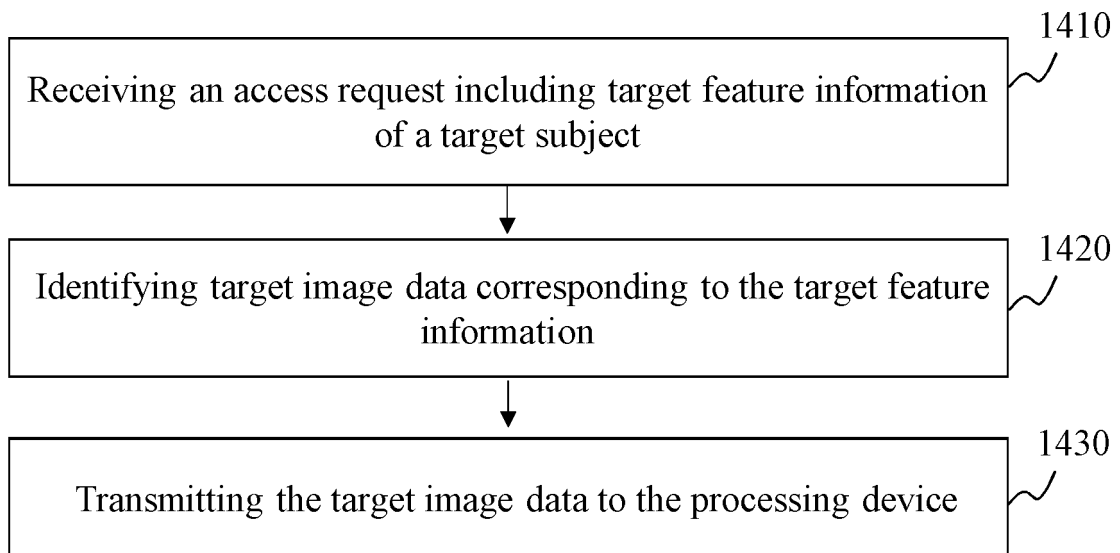 1410
Receiving an access request including target feature information
of a target subject
1420
Identifying target image data corresponding to the target feature
information
1430
Transmitting the target image data to the processing device